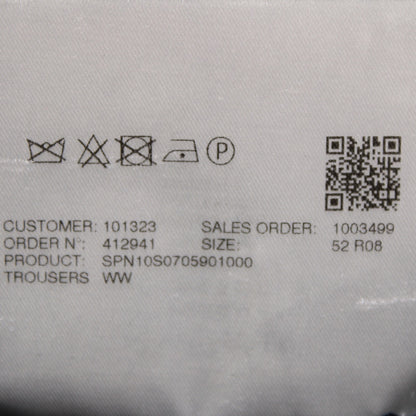 P
CUSTOMER: 101323 SALES ORDER: 1003499
ORDER N°: 412941 SIZE: 52 R08
PRODUCT: SPN10S0705901000
TROUSERS WW